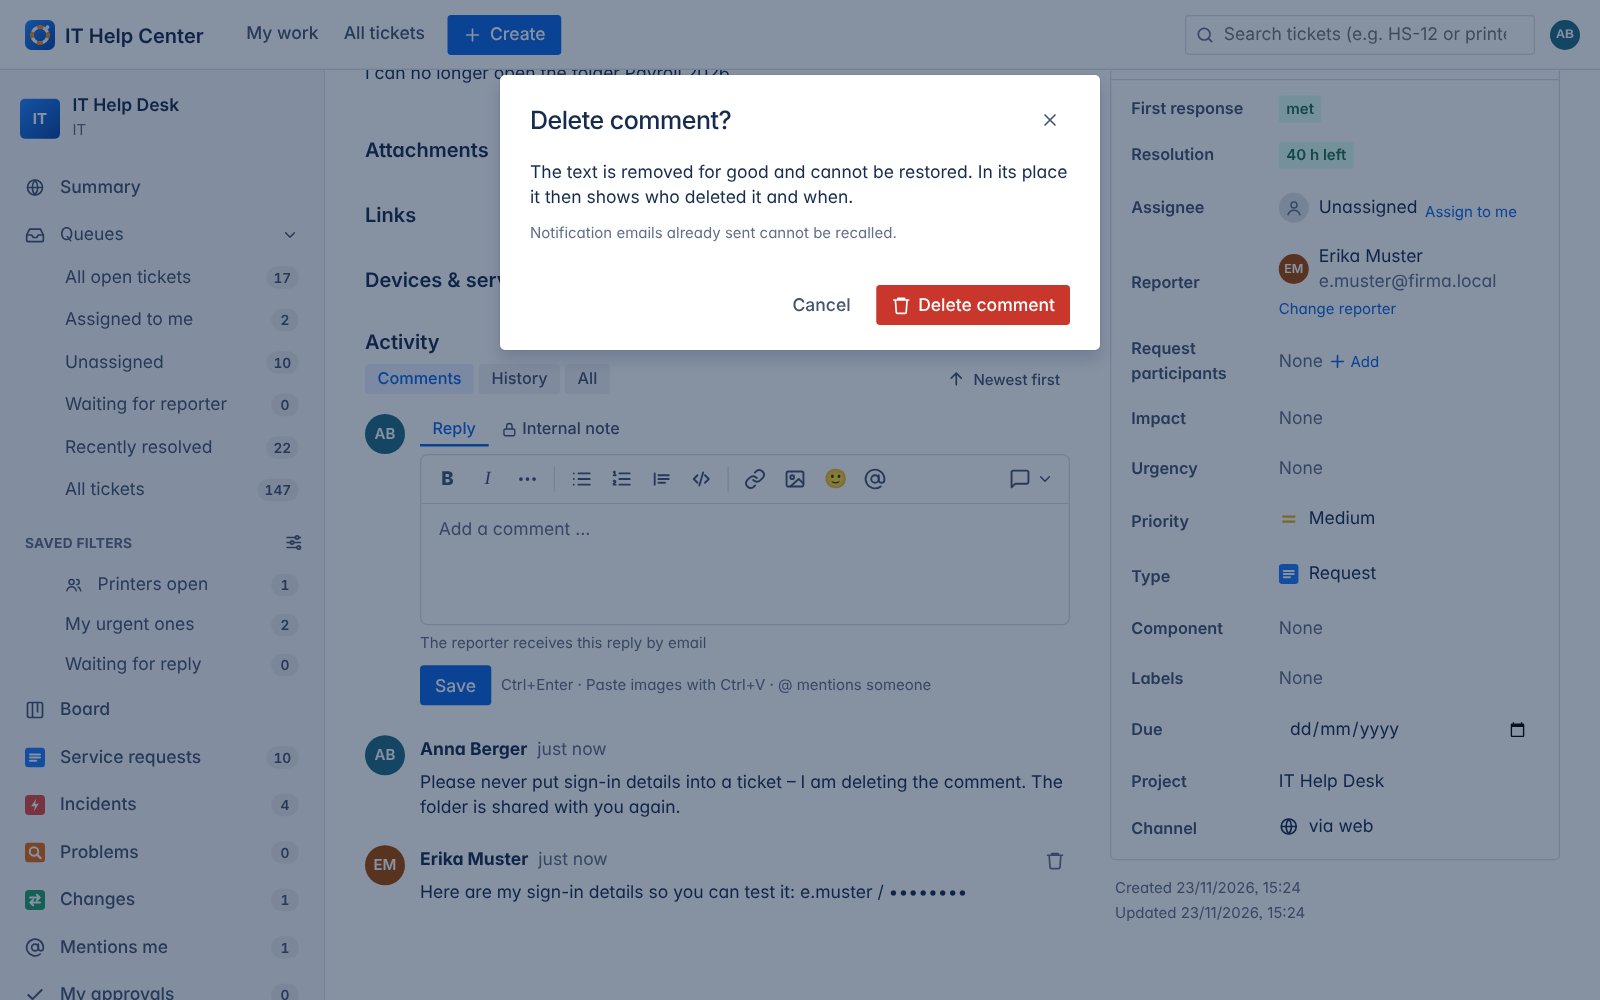 IT Help Center
My work
All tickets
Create
Search tickets (e.g. HS-12 or printe
AB
IT
IT Help Desk
IT
Summary
Queues
All open tickets 17
Assigned to me 2
Unassigned 10
Waiting for reporter 0
Recently resolved 22
All tickets 147
SAVED FILTERS
Printers open 1
My urgent ones 2
Waiting for reply 0
Board
Service requests 10
Incidents 4
Problems 0
Changes 1
Mentions me 1
My approvals 0
I can no longer open the folder Payroll 2026
Attachments
Links
Devices & serv
Activity
Comments
History
All
Newest first
AB
Reply
Internal note
B I
Add a comment ...
The reporter receives this reply by email
Save
Ctrl+Enter · Paste images with Ctrl+V · @ mentions someone
AB
Anna Berger just now
Please never put sign-in details into a ticket – I am deleting the comment. The
folder is shared with you again.
EM
Erika Muster just now
Here are my sign-in details so you can test it: e.muster / ••••••••
Delete comment?
The text is removed for good and cannot be restored. In its place
it then shows who deleted it and when.
Notification emails already sent cannot be recalled.
Cancel
Delete comment
First response met
Resolution 40 h left
Assignee Unassigned Assign to me
Reporter
EM
Erika Muster
e.muster@firma.local
Change reporter
Request
participants
None Add
Impact None
Urgency None
Priority Medium
Type Request
Component None
Labels None
Due dd/mm/yyyy
Project IT Help Desk
Channel via web
Created 23/11/2026, 15:24
Updated 23/11/2026, 15:24